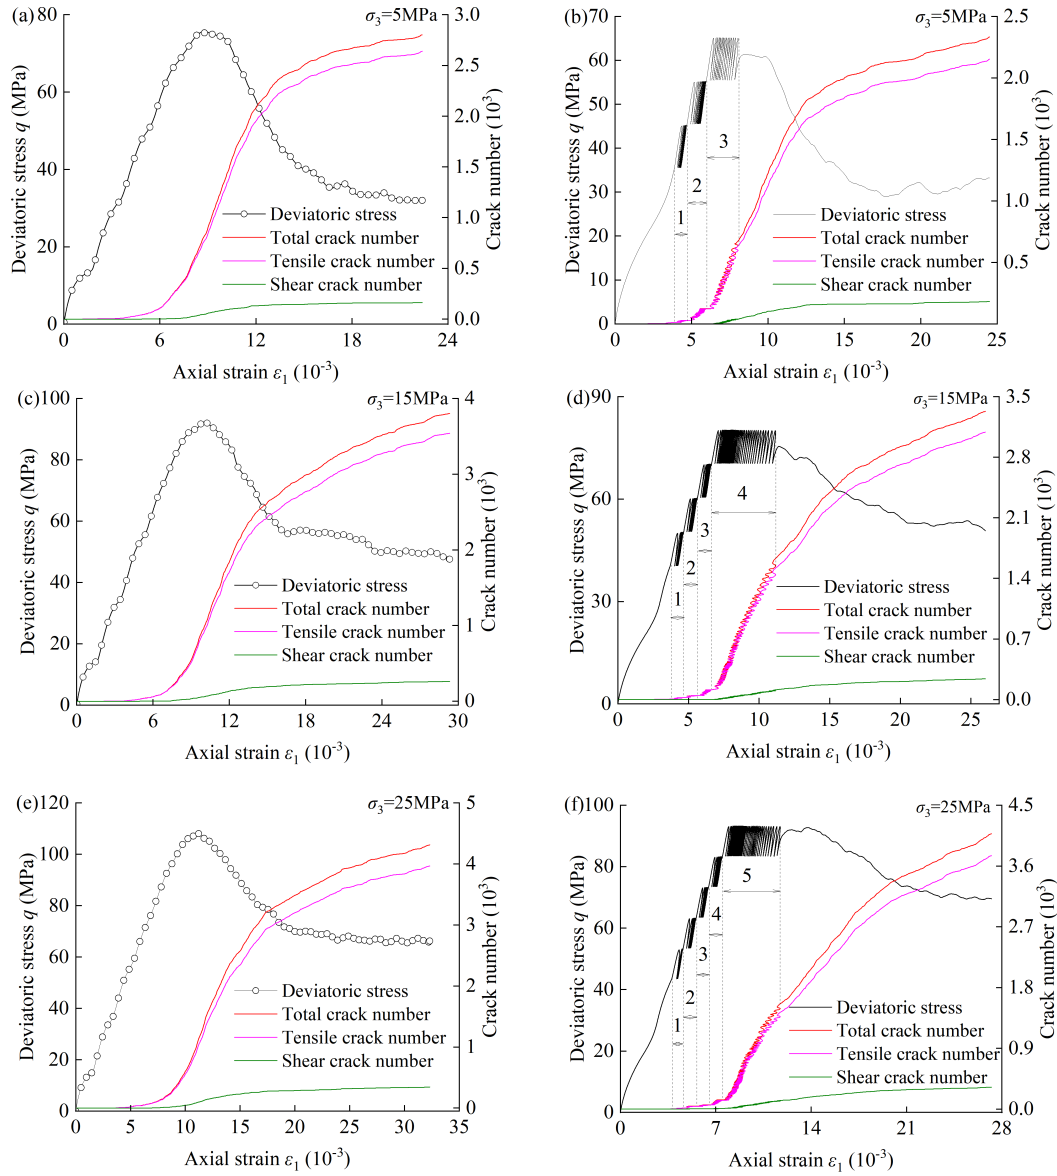 (a)
σ3=5MPa
Deviatoric stress q (MPa)
80
60
40
20
0
Crack number (10^3)
3.0
2.5
2.0
1.5
1.0
0.5
0.0
Deviatoric stress
Total crack number
Tensile crack number
Shear crack number
0 6 12 18 24
Axial strain ε1 (10^-3)
(b)
σ3=5MPa
Deviatoric stress q (MPa)
70
60
50
40
30
20
10
0
Crack number (10^3)
2.5
2.0
1.5
1.0
0.5
0.0
1
2
3
Deviatoric stress
Total crack number
Tensile crack number
Shear crack number
0 5 10 15 20 25
Axial strain ε1 (10^-3)
(c)
σ3=15MPa
Deviatoric stress q (MPa)
100
80
60
40
20
0
Crack number (10^3)
4
3
2
1
0
Deviatoric stress
Total crack number
Tensile crack number
Shear crack number
0 6 12 18 24 30
Axial strain ε1 (10^-3)
(d)
σ3=15MPa
Deviatoric stress q (MPa)
90
60
30
0
Crack number (10^3)
3.5
2.8
2.1
1.4
0.7
0.0
1
2
3
4
Deviatoric stress
Total crack number
Tensile crack number
Shear crack number
0 5 10 15 20 25
Axial strain ε1 (10^-3)
(e)
σ3=25MPa
Deviatoric stress q (MPa)
120
100
80
60
40
20
0
Crack number (10^3)
5
4
3
2
1
0
Deviatoric stress
Total crack number
Tensile crack number
Shear crack number
0 5 10 15 20 25 30 35
Axial strain ε1 (10^-3)
(f)
σ3=25MPa
Deviatoric stress q (MPa)
100
80
60
40
20
0
Crack number (10^3)
4.5
3.6
2.7
1.8
0.9
0.0
1
2
3
4
5
Deviatoric stress
Total crack number
Tensile crack number
Shear crack number
0 7 14 21 28
Axial strain ε1 (10^-3)